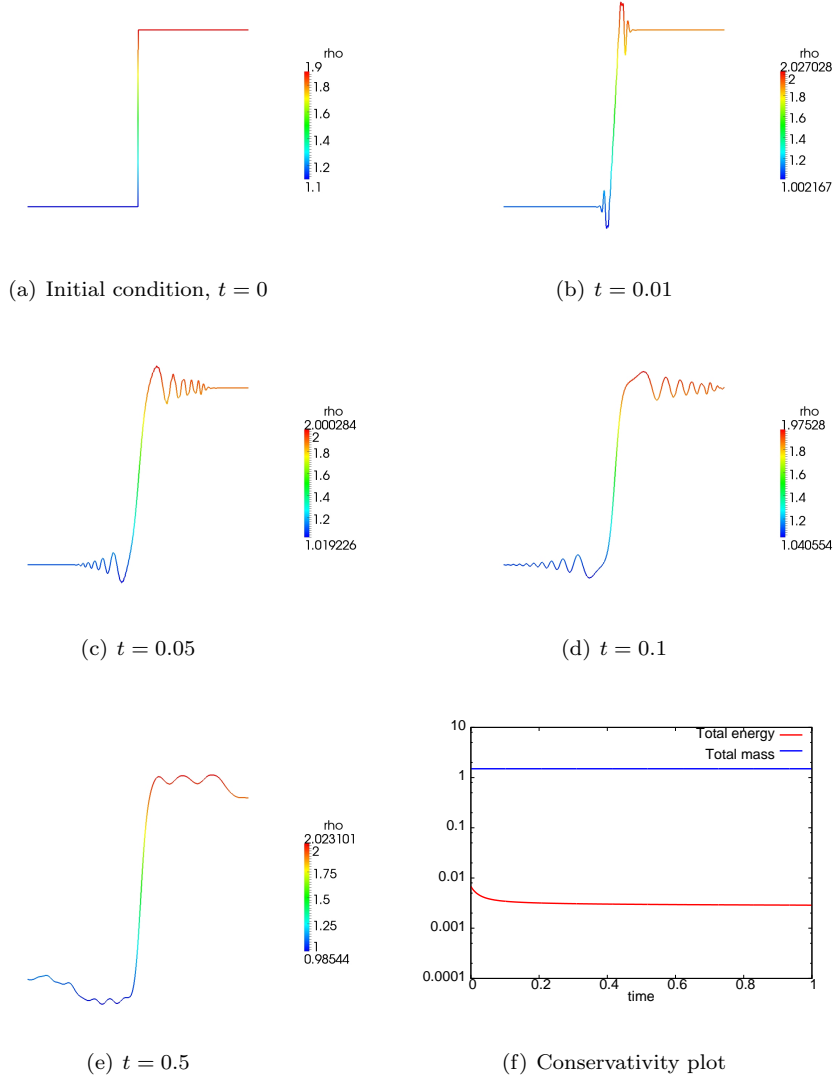 rho
1.9
1.8
1.6
1.4
1.2
1.1
(a) Initial condition, t = 0
rho
2.027028
2
1.8
1.6
1.4
1.2
1.002167
(b) t = 0.01
rho
2.000284
2
1.8
1.6
1.4
1.2
1.019226
(c) t = 0.05
rho
1.97528
1.8
1.6
1.4
1.2
1.040554
(d) t = 0.1
rho
2.023101
2
1.75
1.5
1.25
1
0.98544
(e) t = 0.5
10
1
0.1
0.01
0.001
0.0001
Total energy
Total mass
0 0.2 0.4 0.6 0.8 1
time
(f) Conservativity plot